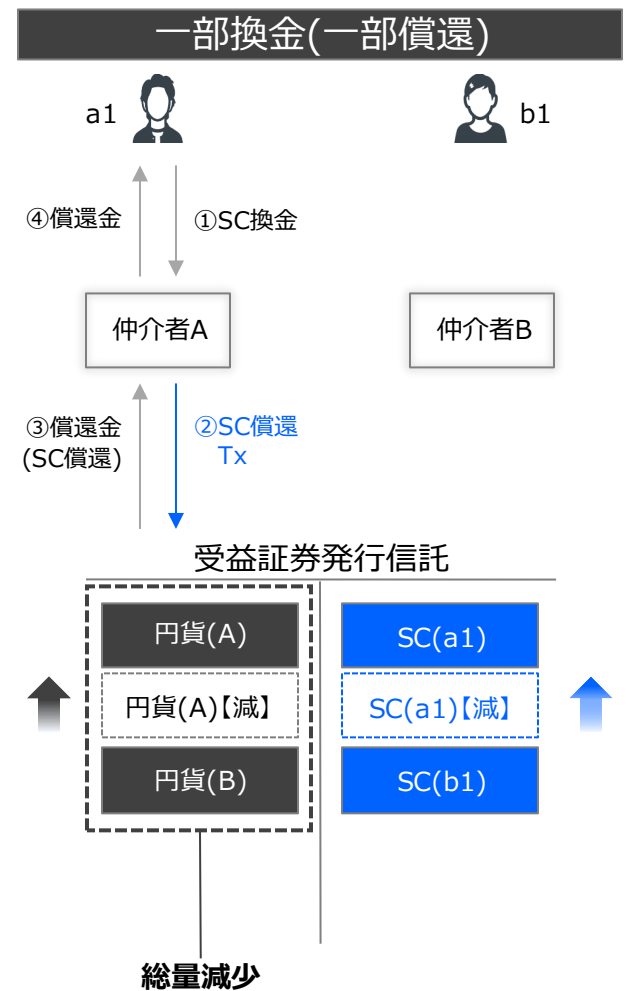 一部換金(一部償還)
a1
b1
④償還金
①SC換金
仲介者A
仲介者B
③償還金
(SC償還)
②SC償還
Tx
受益証券発行信託
円貨(A)
SC(a1)
円貨(A)【減】
SC(a1)【減】
円貨(B)
SC(b1)
総量減少